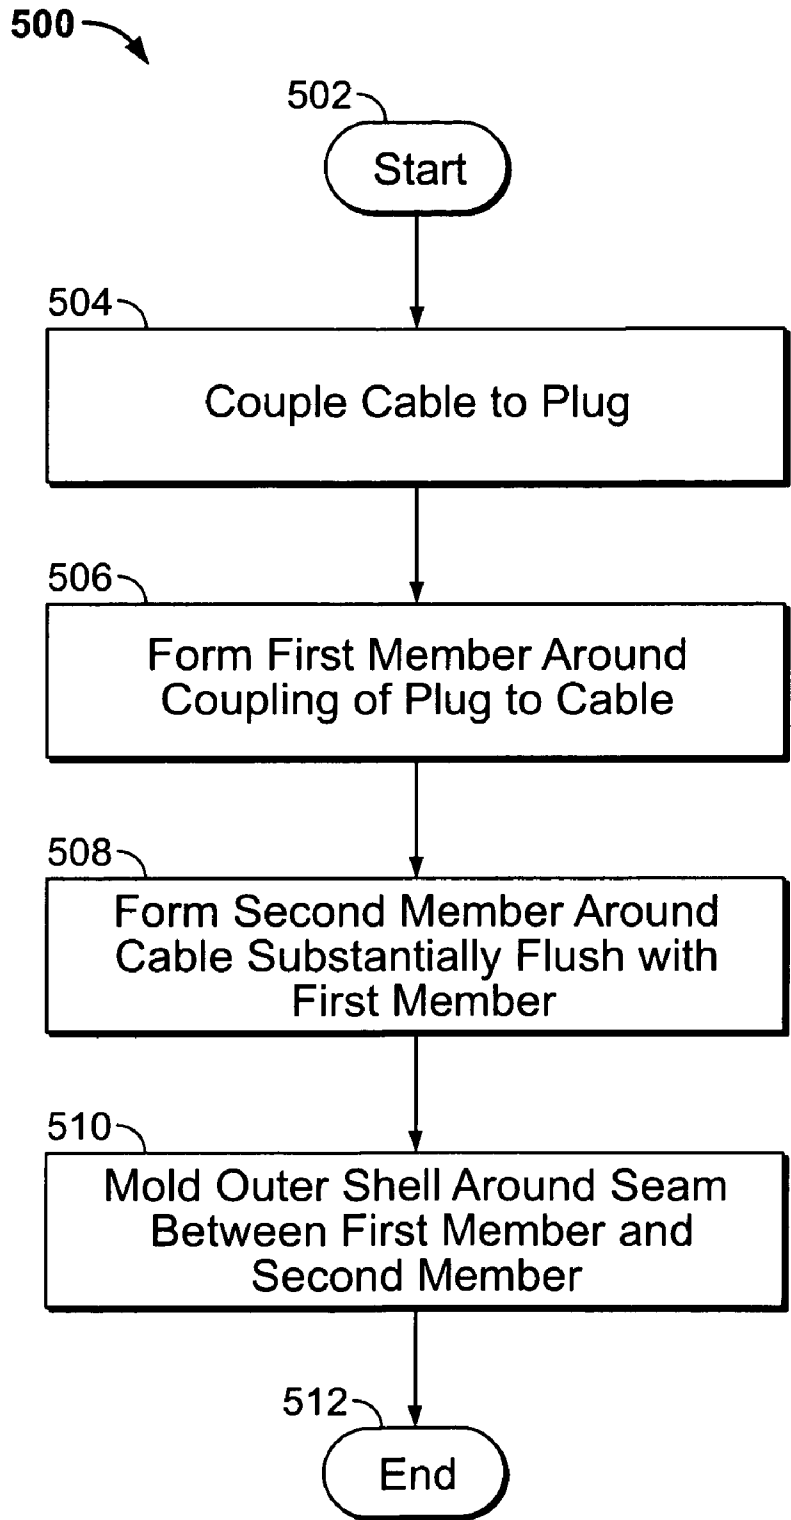 500
502
Start
504
Couple Cable to Plug
506
Form First Member Around
Coupling of Plug to Cable
508
Form Second Member Around
Cable Substantially Flush with
First Member
510
Mold Outer Shell Around Seam
Between First Member and
Second Member
512
End